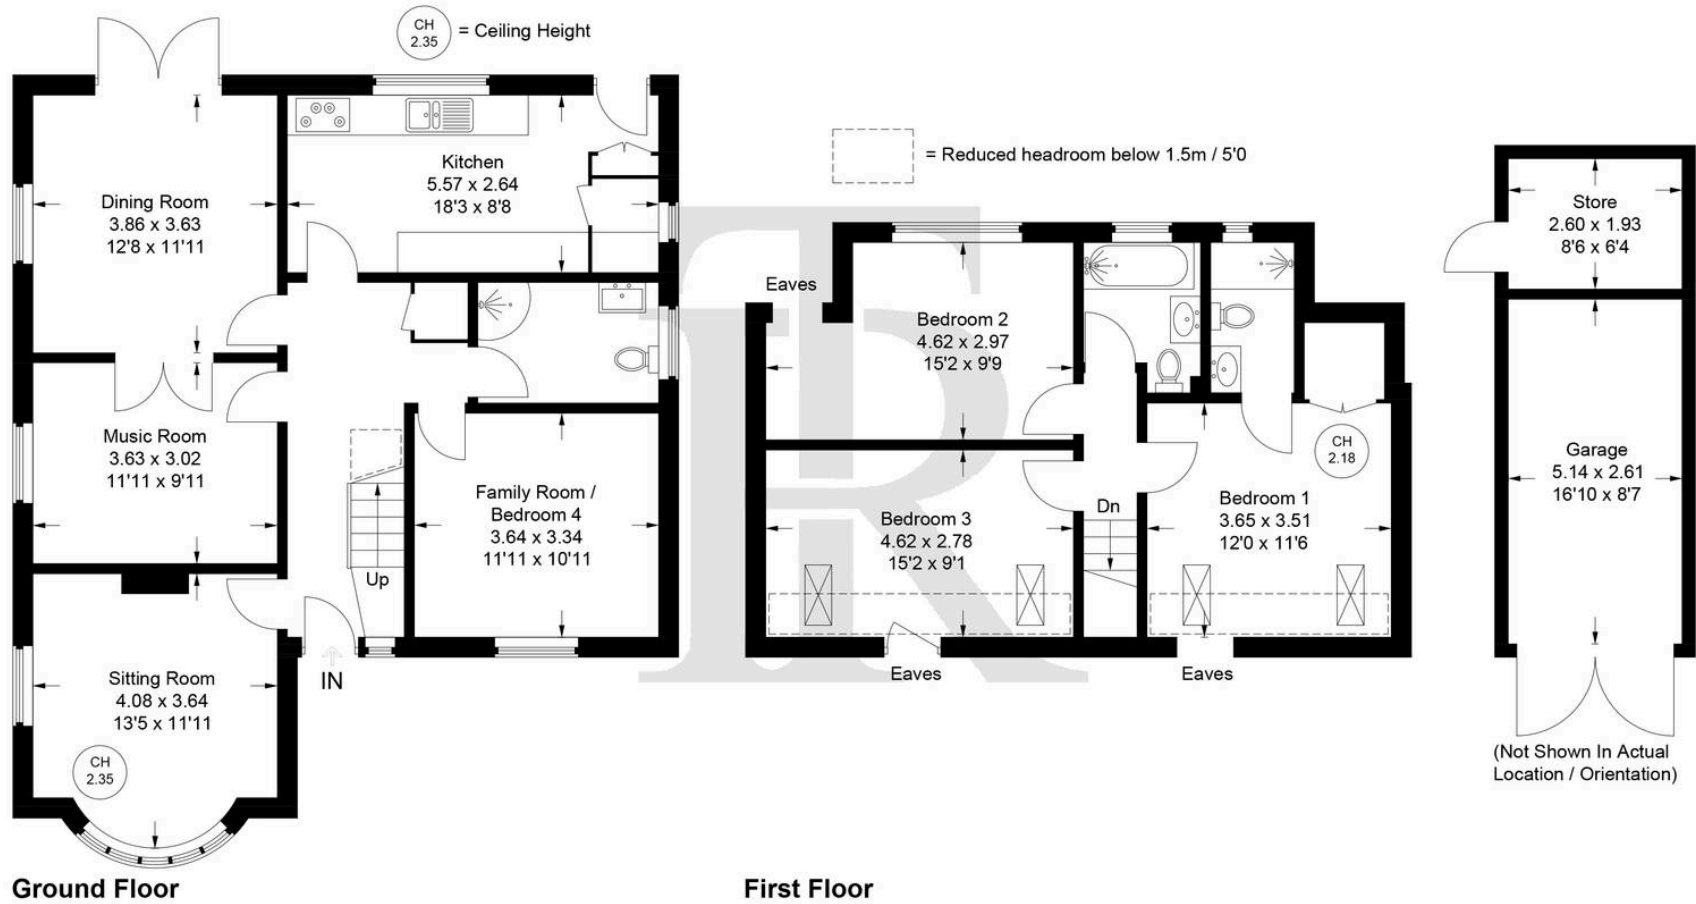 CH
2.35
= Ceiling Height
Dining Room
3.86 x 3.63
12'8 x 11'11
Kitchen
5.57 x 2.64
18'3 x 8'8
Music Room
3.63 x 3.02
11'11 x 9'11
Family Room /
Bedroom 4
3.64 x 3.34
11'11 x 10'11
Up
IN
Sitting Room
4.08 x 3.64
13'5 x 11'11
CH
2.35
Ground Floor
= Reduced headroom below 1.5m / 5'0
Eaves
Bedroom 2
4.62 x 2.97
15'2 x 9'9
Bedroom 3
4.62 x 2.78
15'2 x 9'1
Dn
CH
2.18
Bedroom 1
3.65 x 3.51
12'0 x 11'6
Eaves
Eaves
First Floor
Store
2.60 x 1.93
8'6 x 6'4
Garage
5.14 x 2.61
16'10 x 8'7
(Not Shown In Actual
Location / Orientation)